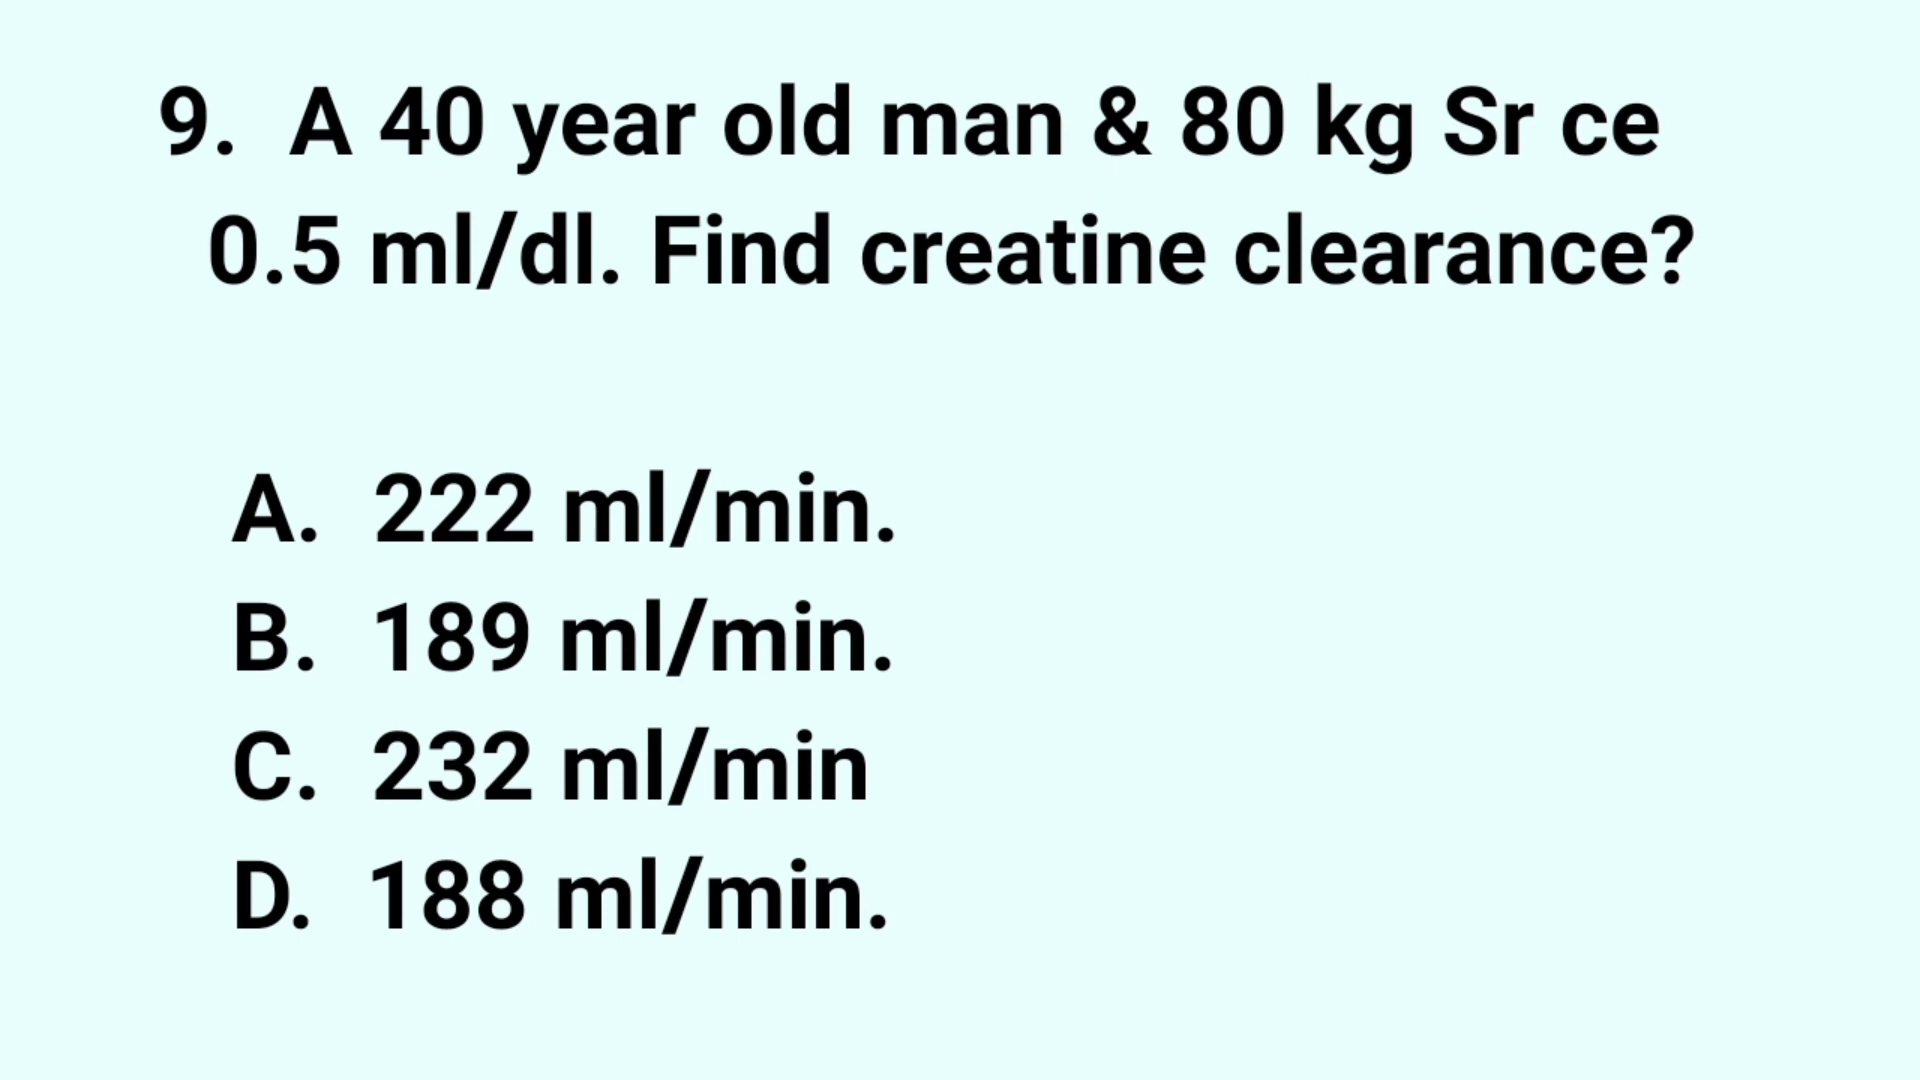 9. A 40 year old man & 80 kg Sr ce
0.5 ml/dl. Find creatine clearance?
A. 222 ml/min.
B. 189 ml/min.
C. 232 ml/min
D. 188 ml/min.